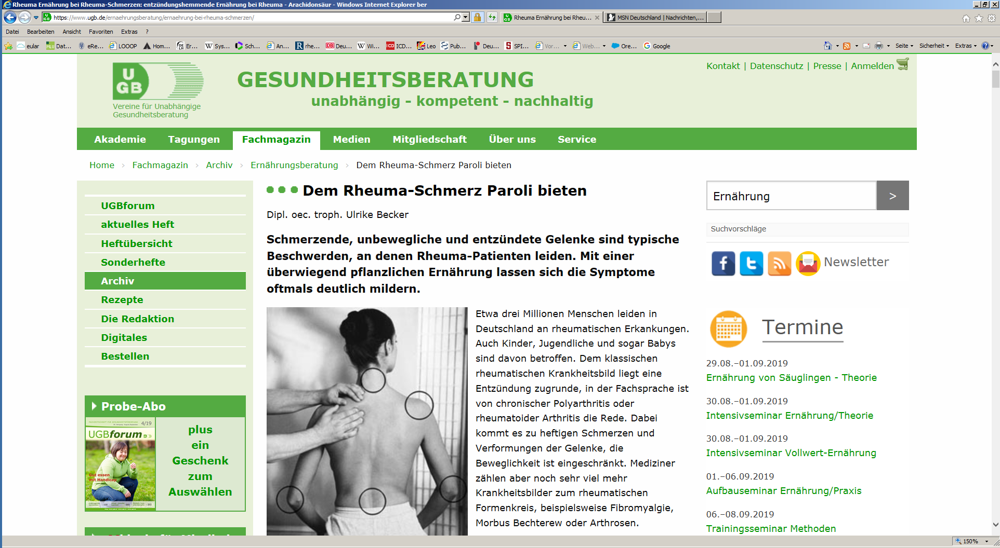 Rheuma Ernährung bei Rheuma-Schmerzen: entzündungshemmende Ernährung bei Rheuma - Arachidonsäur - Windows Internet Explorer ber
https://www.ugb.de/ernaehrungsberatung/ernaehrung-bei-rheuma-schmerzen/
Rheuma Ernährung bei Rheu...
MSN Deutschland | Nachrichten,...
Datei Bearbeiten Ansicht Favoriten Extras ?
eular Dat... eRe... LOOOP Hom... Er... Sys... Sch... An... rhe... Deu... Wi... ICD... Leo Pub... Deu... SPI... Vor... Web... Ore... Google Seite Sicherheit Extras
UGB
Vereine für Unabhängige
Gesundheitsberatung
GESUNDHEITSBERATUNG
unabhängig - kompetent - nachhaltig
Kontakt | Datenschutz | Presse | Anmelden
Akademie Tagungen Fachmagazin Medien Mitgliedschaft Über uns Service
Home › Fachmagazin › Archiv › Ernährungsberatung › Dem Rheuma-Schmerz Paroli bieten
UGBforum
aktuelles Heft
Heftübersicht
Sonderhefte
Archiv
Rezepte
Die Redaktion
Digitales
Bestellen
Probe-Abo
4/19
UGBforum
Gut essen
mit Handicap
plus
ein
Geschenk
zum
Auswählen
Dem Rheuma-Schmerz Paroli bieten
Dipl. oec. troph. Ulrike Becker
Schmerzende, unbewegliche und entzündete Gelenke sind typische
Beschwerden, an denen Rheuma-Patienten leiden. Mit einer
überwiegend pflanzlichen Ernährung lassen sich die Symptome
oftmals deutlich mildern.
Etwa drei Millionen Menschen leiden in
Deutschland an rheumatischen Erkankungen.
Auch Kinder, Jugendliche und sogar Babys
sind davon betroffen. Dem klassischen
rheumatischen Krankheitsbild liegt eine
Entzündung zugrunde, in der Fachsprache ist
von chronischer Polyarthritis oder
rheumatoider Arthritis die Rede. Dabei
kommt es zu heftigen Schmerzen und
Verformungen der Gelenke, die
Beweglichkeit ist eingeschränkt. Mediziner
zählen aber noch sehr viel mehr
Krankheitsbilder zum rheumatischen
Formenkreis, beispielsweise Fibromyalgie,
Morbus Bechterew oder Arthrosen.
Ernährung >
Suchvorschläge
Newsletter
Termine
29.08.–01.09.2019
Ernährung von Säuglingen - Theorie
30.08.–01.09.2019
Intensivseminar Ernährung/Theorie
30.08.–01.09.2019
Intensivseminar Vollwert-Ernährung
01.–06.09.2019
Aufbauseminar Ernährung/Praxis
06.–08.09.2019
Trainingsseminar Methoden
150%